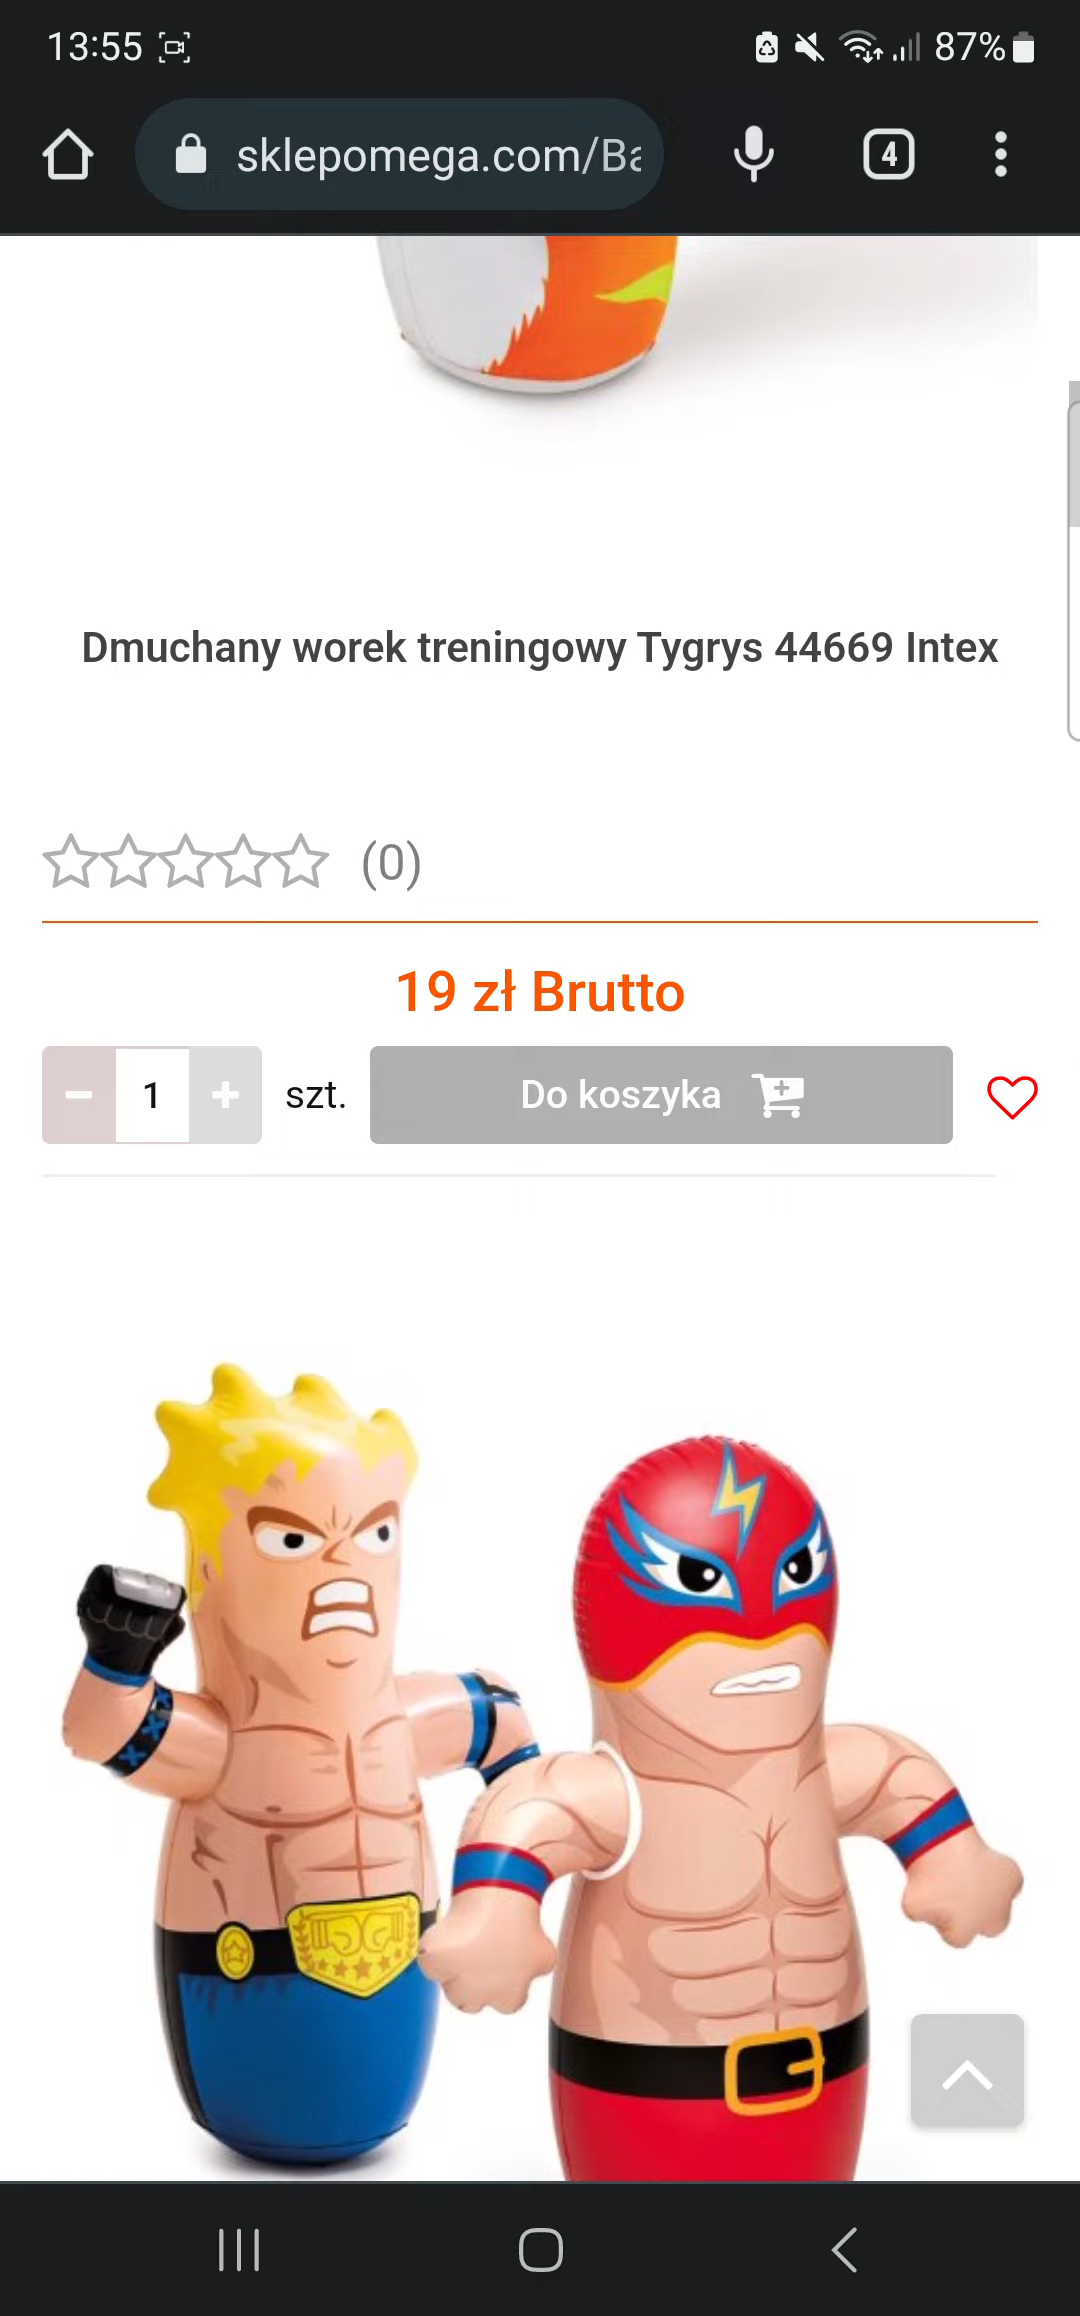 13:55
87%
sklepomega.com/Ba
4
Dmuchany worek treningowy Tygrys 44669 Intex
(0)
19 zł Brutto
1
szt.
Do koszyka